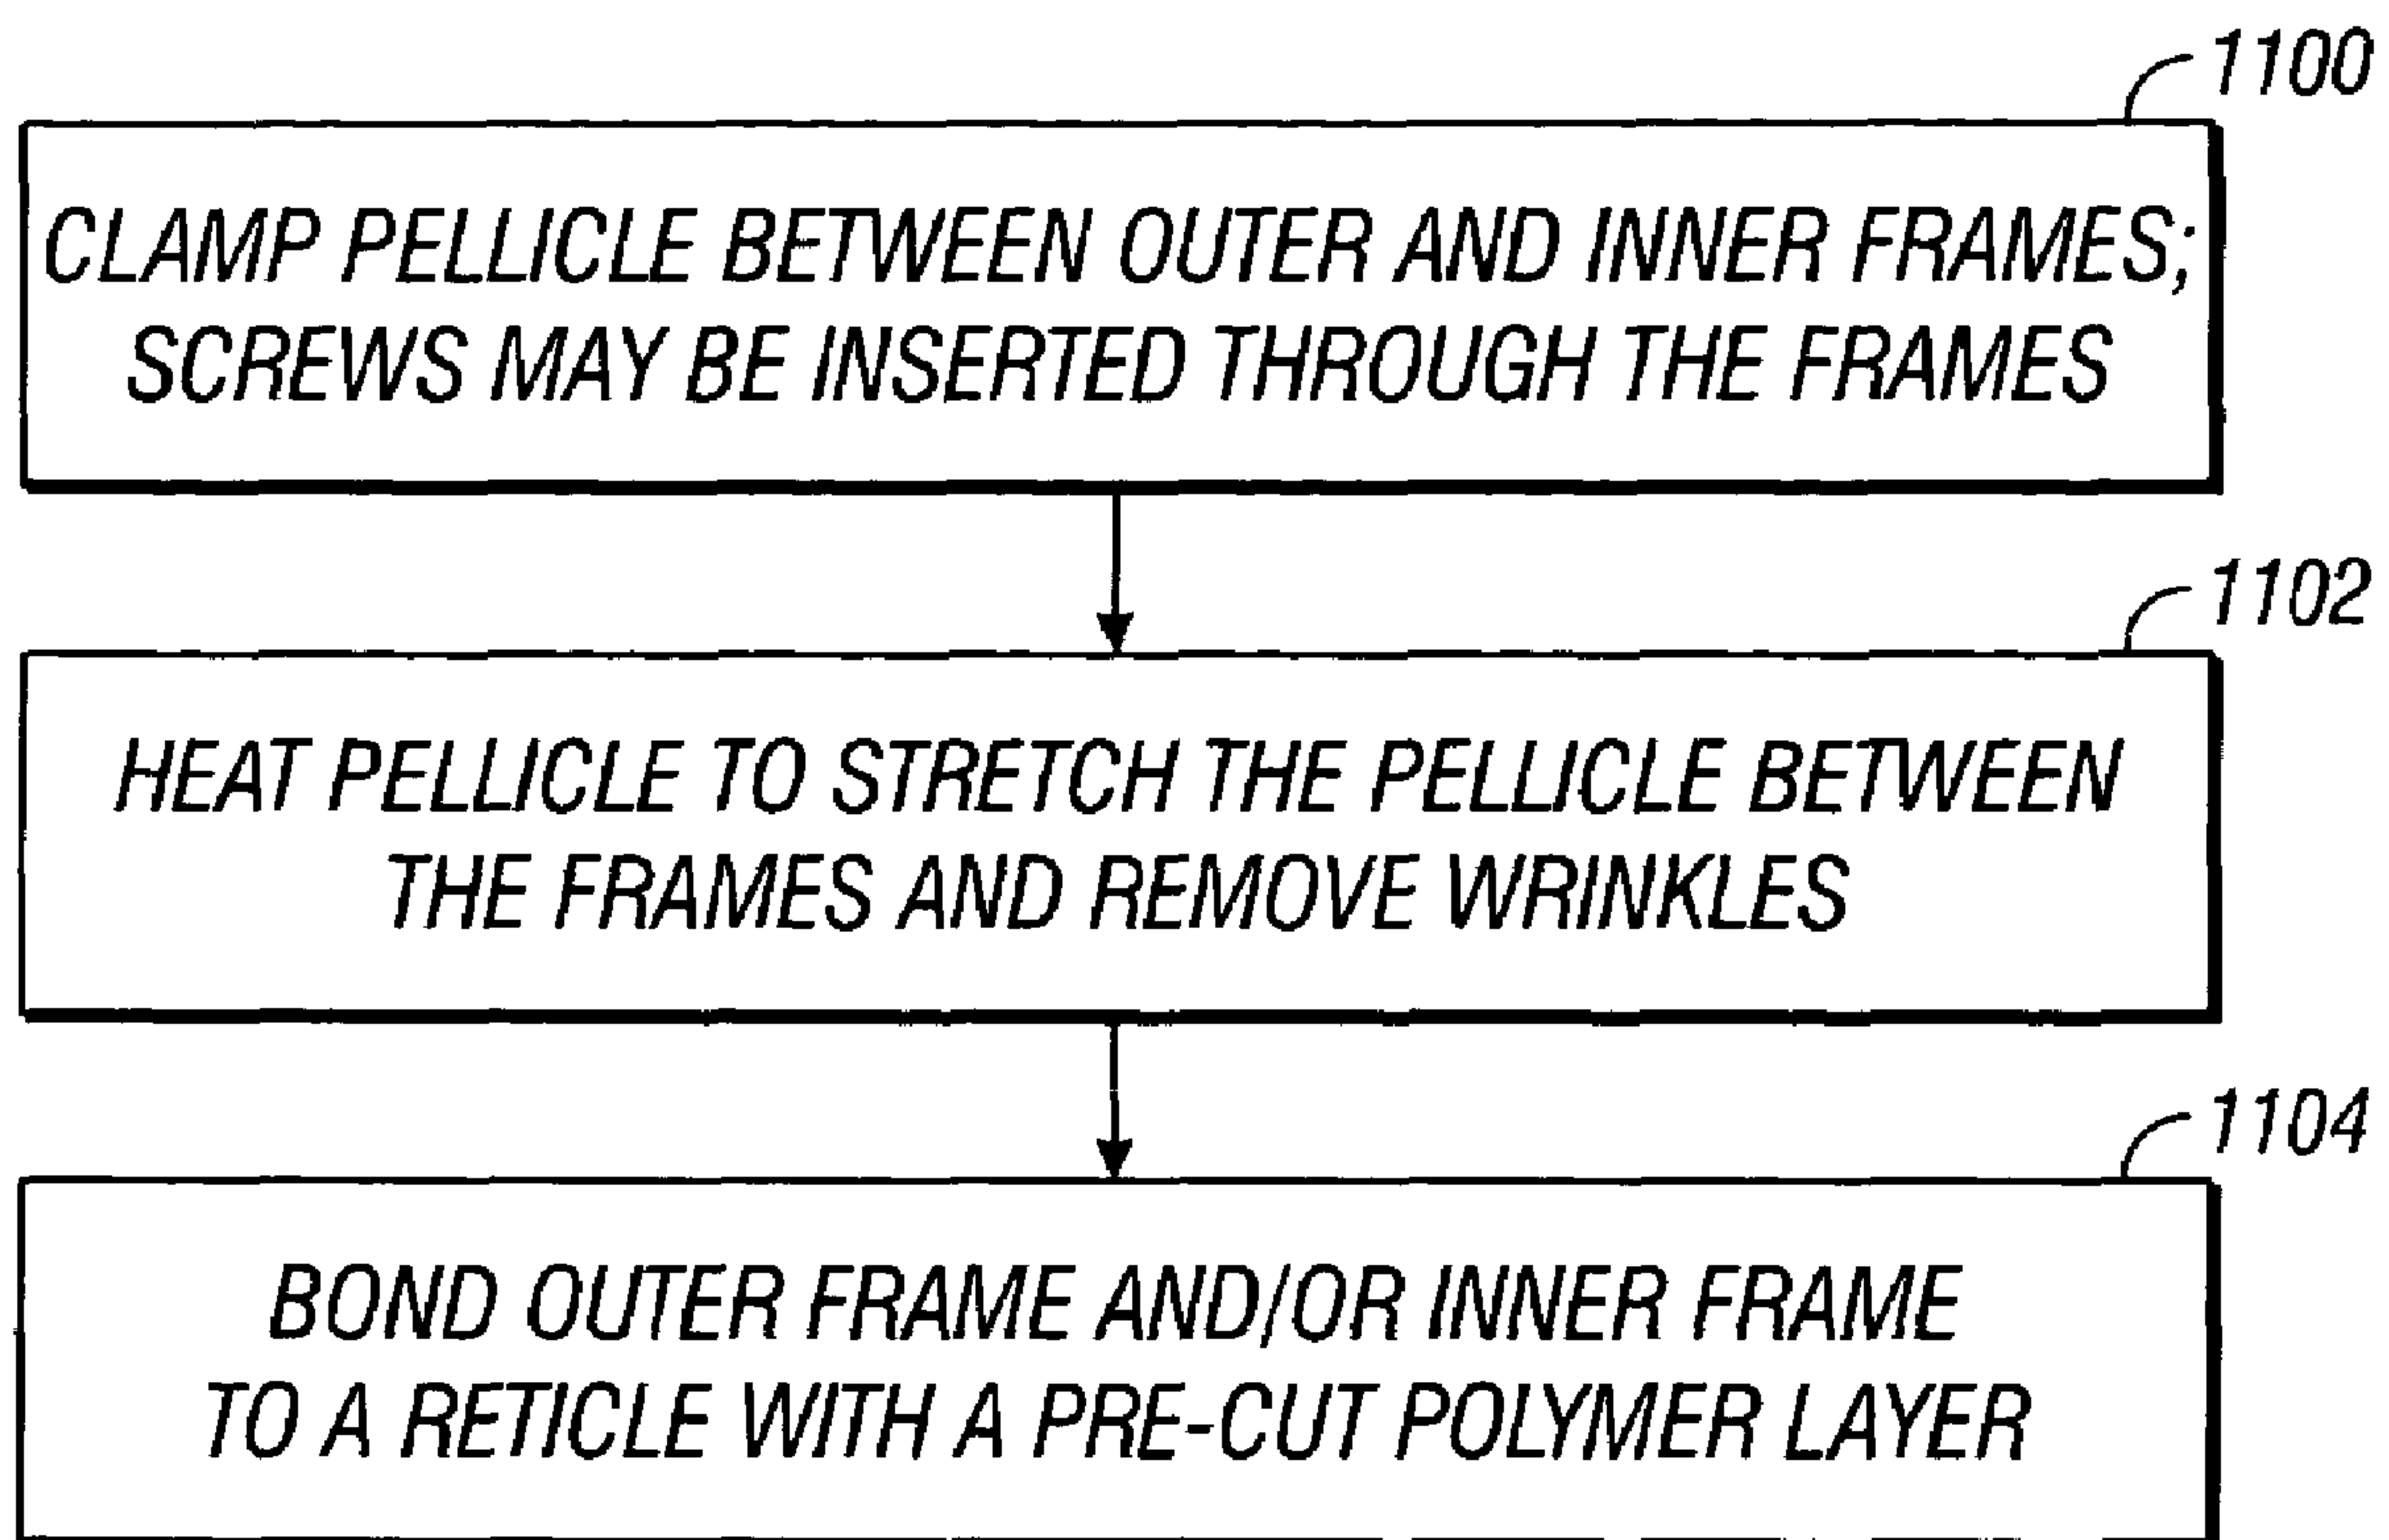 1100
CLAMP PELLICLE BETWEEN OUTER AND INNER FRAMES;
SCREWS MAY BE INSERTED THROUGH THE FRAMES
1102
HEAT PELLICLE TO STRETCH THE PELLICLE BETWEEN
THE FRAMES AND REMOVE WRINKLES
1104
BOND OUTER FRAME AND/OR INNER FRAME
TO A RETICLE WITH A PRE-CUT POLYMER LAYER